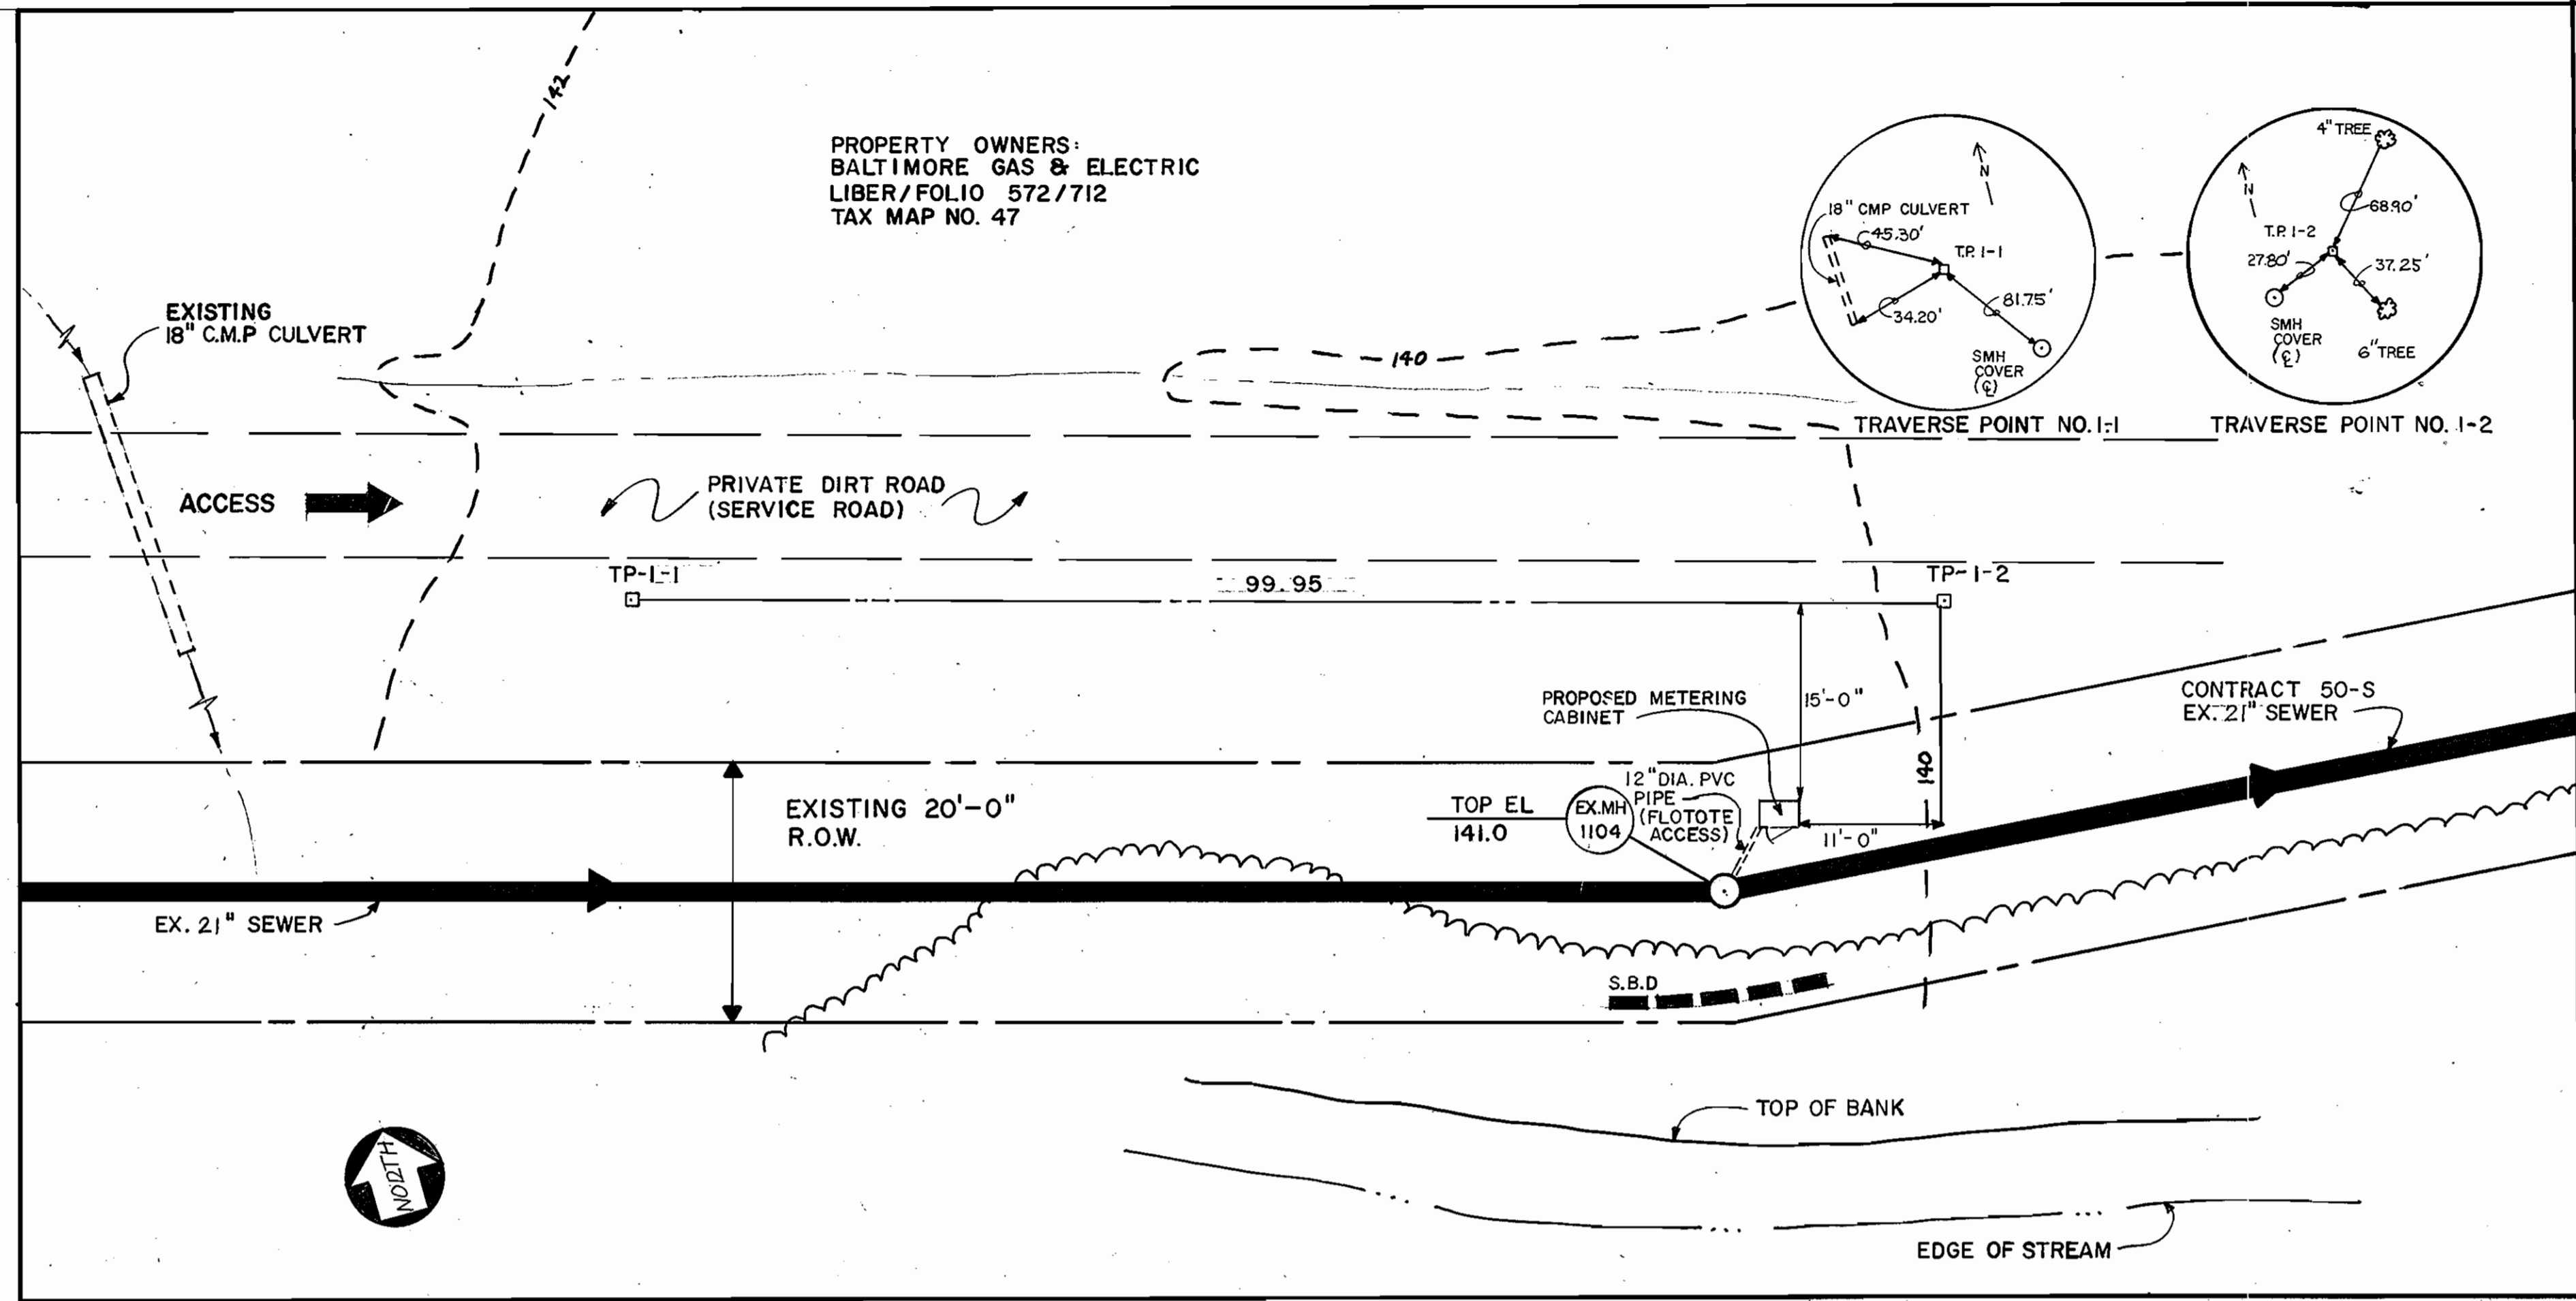 142
PROPERTY OWNERS:
BALTIMORE GAS & ELECTRIC
LIBER/FOLIO 572/712
TAX MAP NO. 47
N
18" CMP CULVERT
45.30'
T.P. 1-1
34.20'
81.75'
SMH
COVER
(℄)
TRAVERSE POINT NO. 1-1
4" TREE
N
68.90'
T.P. 1-2
27.80'
37.25'
SMH
COVER
(℄)
6" TREE
TRAVERSE POINT NO. 1-2
EXISTING
18" C.M.P CULVERT
140
ACCESS
PRIVATE DIRT ROAD
(SERVICE ROAD)
TP-1-1
99.95
TP-1-2
PROPOSED METERING
CABINET
15'-0"
CONTRACT 50-S
EX. 21" SEWER
140
EXISTING 20'-0"
R.O.W.
TOP EL
141.0
EX.MH
1104
12" DIA. PVC
PIPE
(FLOTOTE
ACCESS)
11'-0"
EX. 21" SEWER
S.B.D
TOP OF BANK
NORTH
EDGE OF STREAM